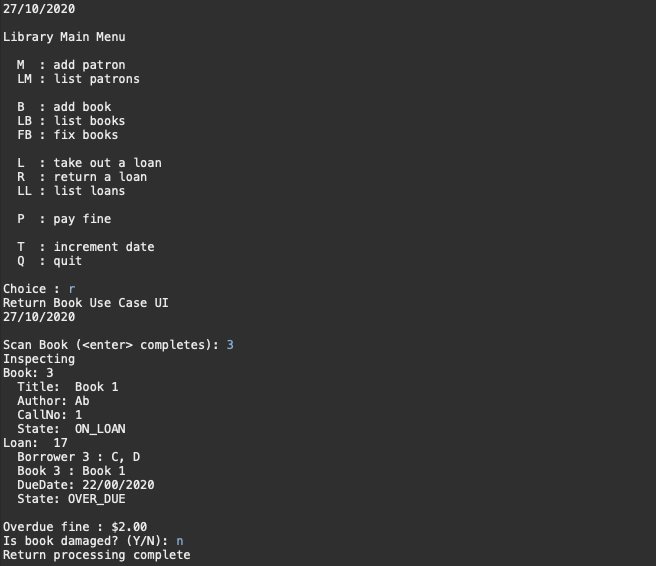 27/10/2020
Library Main Menu
M  : add patron
LM : list patrons
B  : add book
LB : list books
FB : fix books
L  : take out a loan
R  : return a loan
LL : list loans
P  : pay fine
T  : increment date
Q  : quit
Choice : r
Return Book Use Case UI
27/10/2020
Scan Book (<enter> completes): 3
Inspecting
Book: 3
Title:  Book 1
Author: Ab
CallNo: 1
State:  ON_LOAN
Loan:  17
Borrower 3 : C, D
Book 3 : Book 1
DueDate: 22/00/2020
State: OVER_DUE
Overdue fine : $2.00
Is book damaged? (Y/N): n
Return processing complete